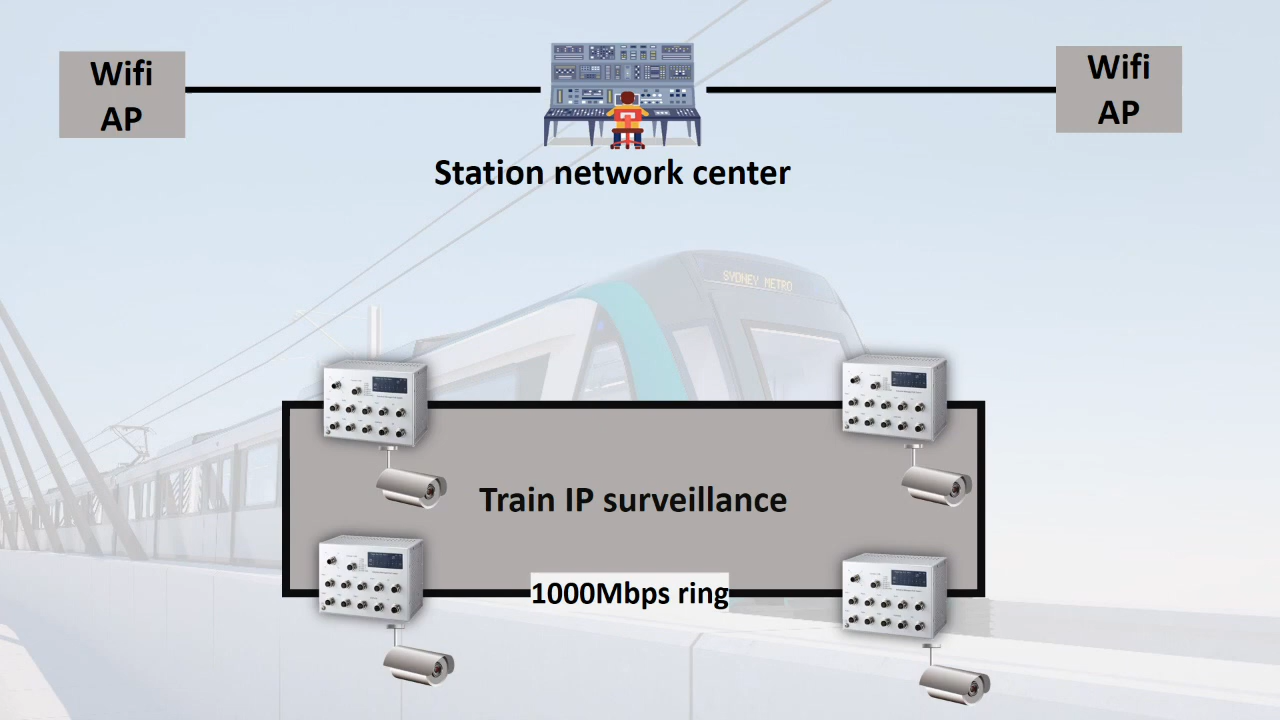 Wifi
AP
Wifi
AP
Station network center
SYDNEY METRO
Train IP surveillance
1000Mbps ring